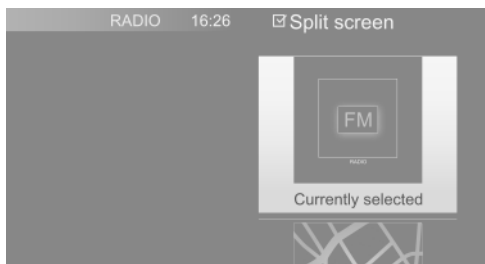 RADIO 16:26
Split screen
FM
RADIO
Currently selected